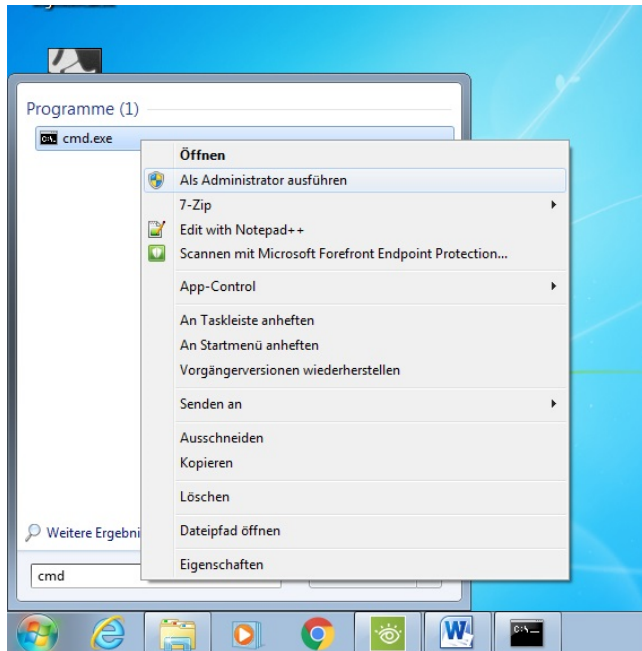 Programme (1)
cmd.exe
Öffnen
Als Administrator ausführen
7-Zip
Edit with Notepad++
Scannen mit Microsoft Forefront Endpoint Protection...
App-Control
An Taskleiste anheften
An Startmenü anheften
Vorgängerversionen wiederherstellen
Senden an
Ausschneiden
Kopieren
Löschen
Dateipfad öffnen
Eigenschaften
Weitere
cmd